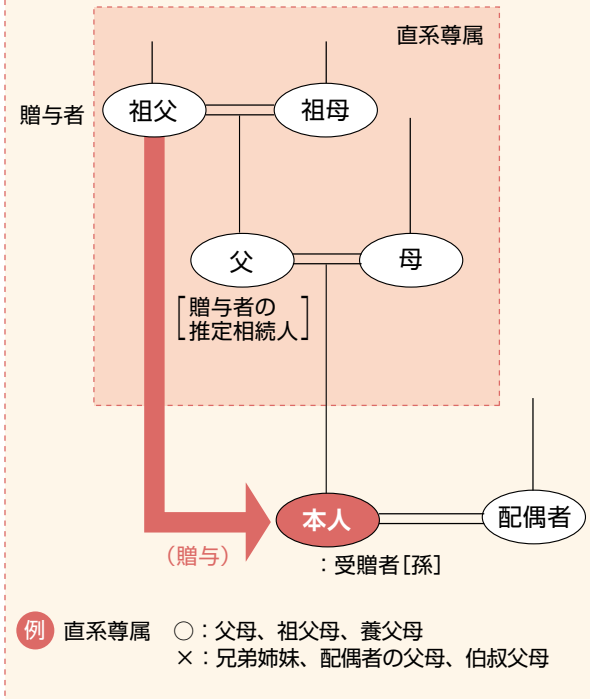 直系尊属
贈与者
祖父
祖母
父
母
[贈与者の
推定相続人]
本人
配偶者
(贈与)
：受贈者[孫]
例 直系尊属 ○：父母、祖父母、養父母
×：兄弟姉妹、配偶者の父母、伯叔父母